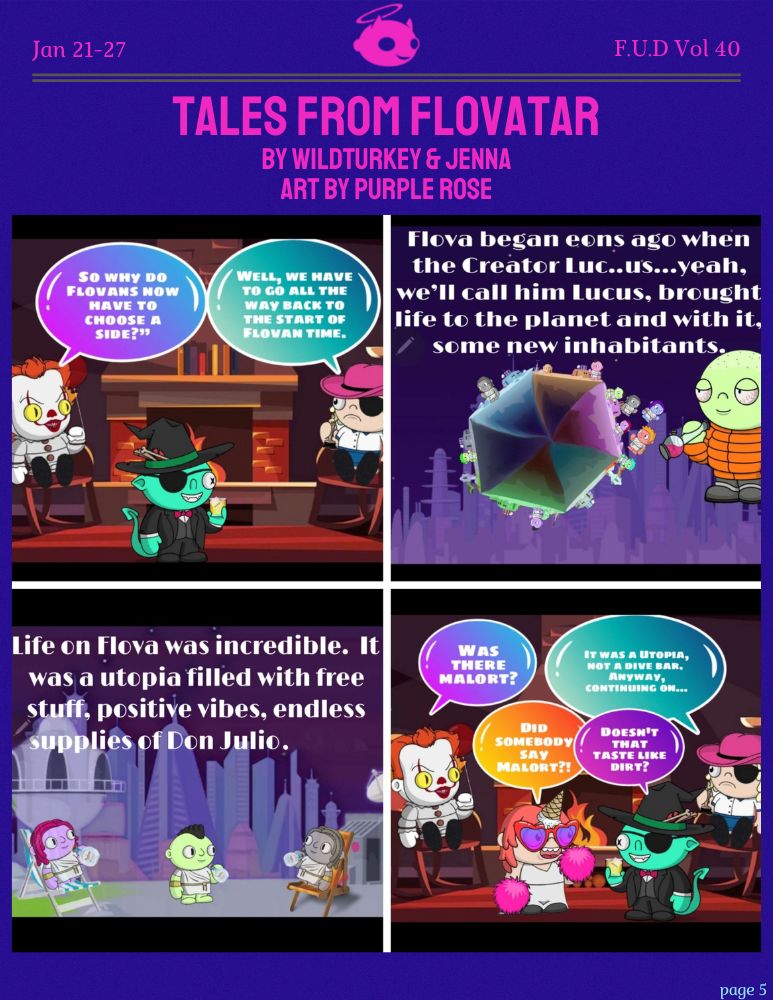 Jan 21-27
F.U.D Vol 40
TALES FROM FLOVATAR
BY WILDTURKEY & JENNA
ART BY PURPLE ROSE
SO WHY DO
FLOVANS NOW
HAVE TO
CHOOSE A
SIDE?”
WELL, WE HAVE
TO GO ALL THE
WAY BACK TO
THE START OF
FLOVAN TIME.
Flova began eons ago when
the Creator Luc..us...yeah,
we’ll call him Lucus, brought
life to the planet and with it,
some new inhabitants.
Life on Flova was incredible. It
was a utopia filled with free
stuff, positive vibes, endless
supplies of Don Julio.
WAS
THERE
MALORT?
IT WAS A UTOPIA,
NOT A DIVE BAR.
ANYWAY,
CONTINUING ON...
DID
SOMEBODY
SAY
MALORT?!
DOESN'T
THAT
TASTE LIKE
DIRT?
page 5